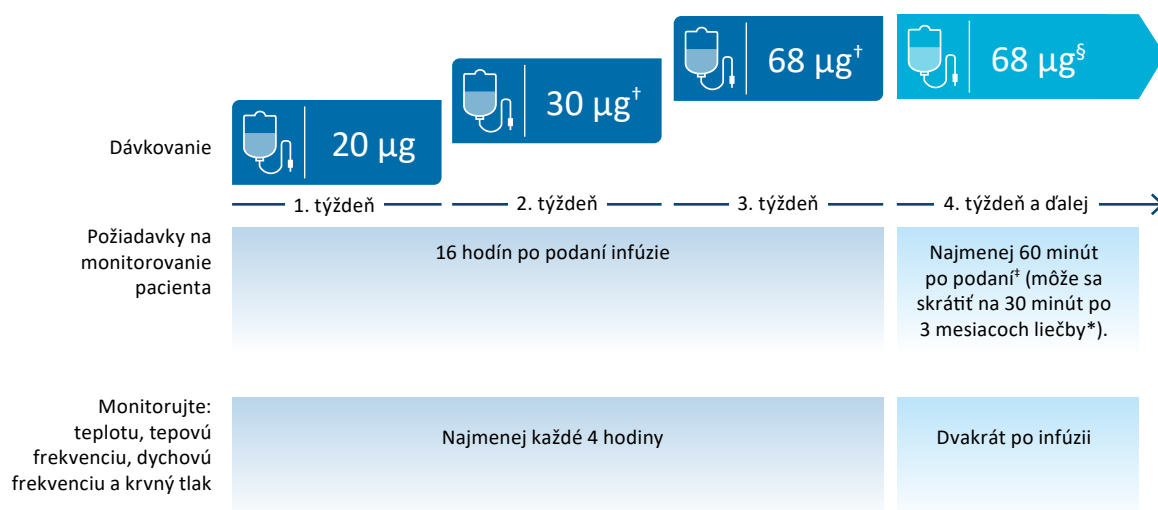 68 µg†
68 µg§
30 µg†
20 µg
Dávkovanie
1. týždeň
2. týždeň
3. týždeň
4. týždeň a ďalej
Požiadavky na
monitorovanie
pacienta
16 hodín po podaní infúzie
Najmenej 60 minút
po podaní‡ (môže sa
skrátiť na 30 minút po
3 mesiacoch liečby*).
Monitorujte:
teplotu, tepovú
frekvenciu, dychovú
frekvenciu a krvný tlak
Najmenej každé 4 hodiny
Dvakrát po infúzii